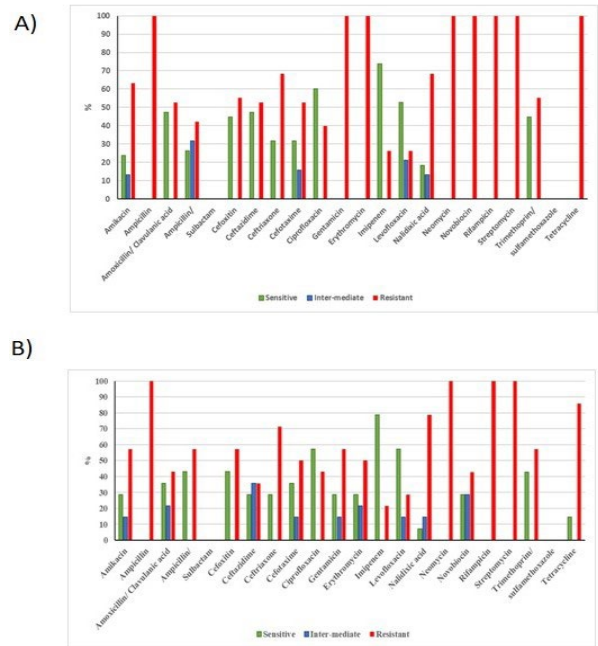 A)
100
90
80
70
60
50
40
30
20
10
0
%
Amikacin
Ampicillin
Amoxicillin/ Clavulanic acid
Ampicillin/
Sulbactam
Cefoxitin
Ceftaridime
Ceftriaxone
Cefotaxime
Ciprofloxacin
Gentamicin
Erythromycin
Imipenem
Levofloxacin
Nalidisic acid
Neomycin
Novobiocin
Rifampicin
Streptomycin
Trimethoprim/
sulfamethoxazole
Tetracycline
Sensitive Inter-mediate Resistant
B)
100
90
80
70
60
50
40
30
20
10
0
%
Amikacin
Ampicillin
Amoxicillin/ Clavulanic acid
Ampicillin/
Sulbactam
Cefoxitin
Ceftazidime
Ceftriaxone
Cefotaxime
Ciprofloxacin
Gentamicin
Erythromycin
Imipenem
Levofloxacin
Nalidixic acid
Neomycin
Novobiocin
Rifampicin
Streptomycin
Trimethoprim/
sulfamethoxazole
Tetracycline
Sensitive Inter-mediate Resistant